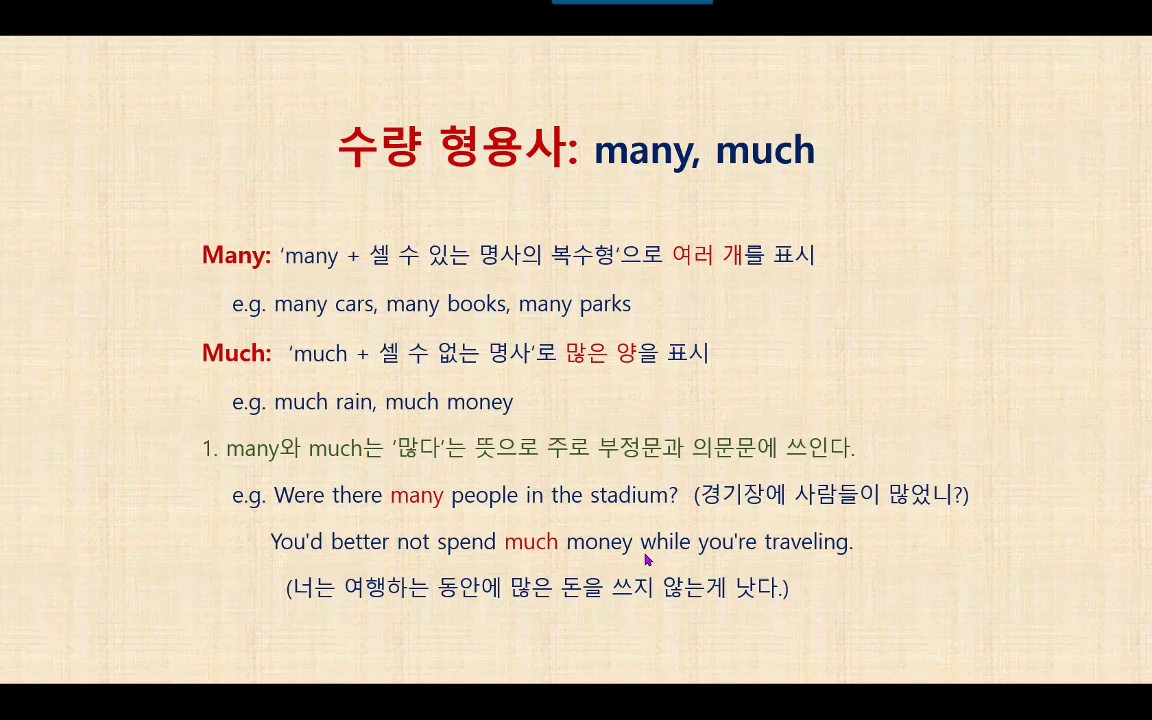 수량 형용사: many, much
Many: ‘many + 셀 수 있는 명사의 복수형’으로 여러 개를 표시
e.g. many cars, many books, many parks
Much: ‘much + 셀 수 없는 명사‘로 많은 양을 표시
e.g. much rain, much money
1. many와 much는 ‘많다’는 뜻으로 주로 부정문과 의문문에 쓰인다.
e.g. Were there many people in the stadium? (경기장에 사람들이 많었니?)
You'd better not spend much money while you're traveling.
(너는 여행하는 동안에 많은 돈을 쓰지 않는게 낫다.)